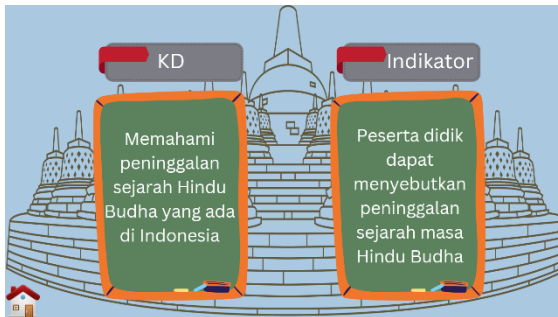 KD
Memahami
peninggalan
sejarah Hindu
Budha yang ada
di Indonesia
Indikator
Peserta didik
dapat
menyebutkan
peninggalan
sejarah masa
Hindu Budha